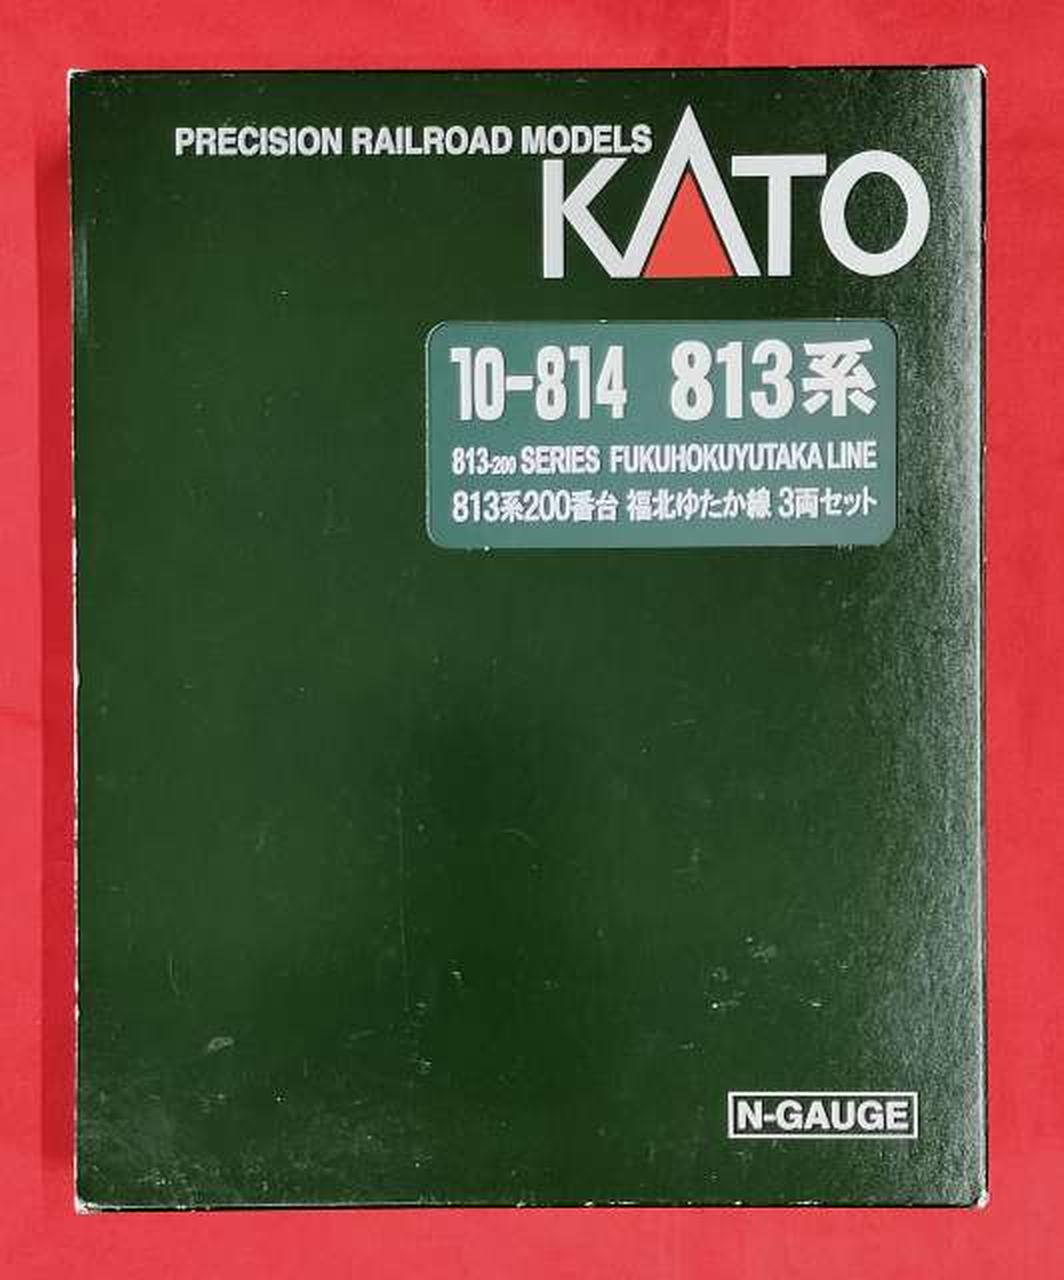 PRECISION RAILROAD MODELS
KATO
10-814 813系
813-200 SERIES FUKUHOKUYUTAKA LINE
813系200番台 福北ゆたか線 3両セット
N-GAUGE